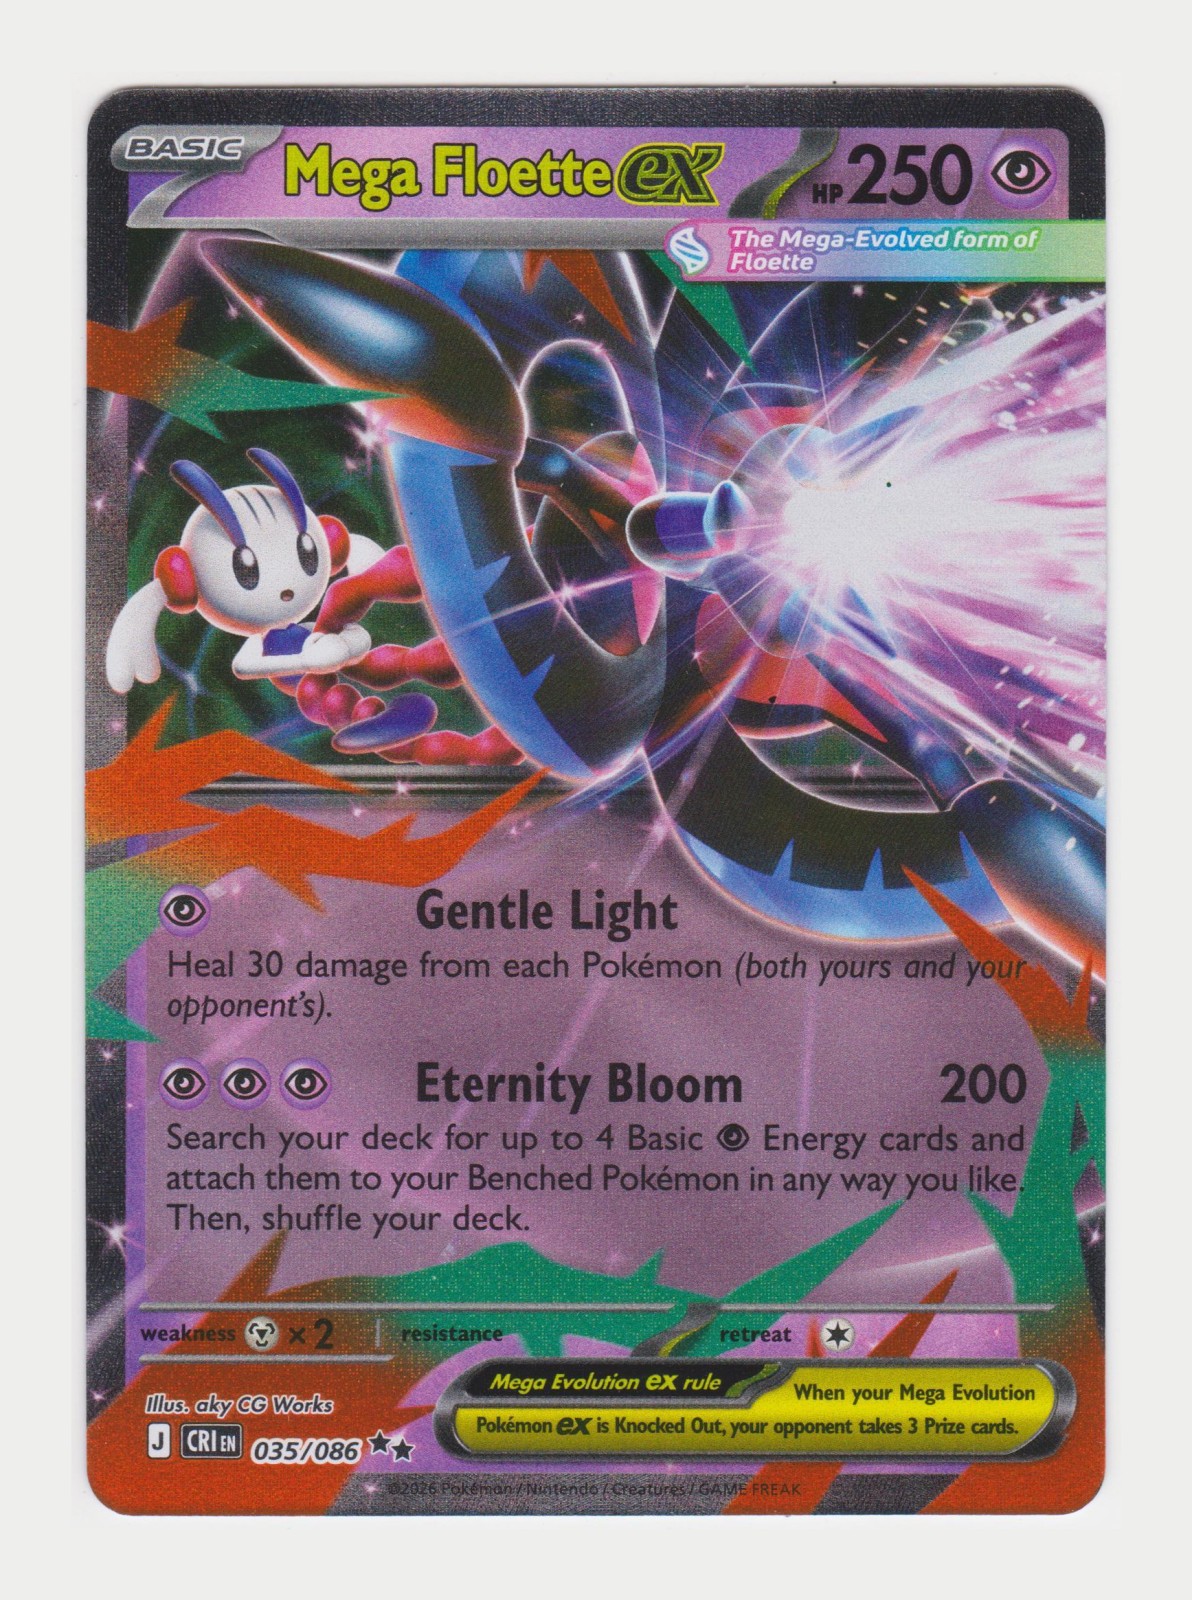 BASIC
Mega Floette ex
HP 250
The Mega-Evolved form of
Floette
Gentle Light
Heal 30 damage from each Pokémon (both yours and your
opponent's).
Eternity Bloom 200
Search your deck for up to 4 Basic Energy cards and
attach them to your Benched Pokémon in any way you like.
Then, shuffle your deck.
weakness ×2 resistance retreat
Illus. aky CG Works
Mega Evolution ex rule
When your Mega Evolution
Pokémon ex is Knocked Out, your opponent takes 3 Prize cards.
J CRI EN 035/086
©2026 Pokémon / Nintendo / Creatures / GAME FREAK